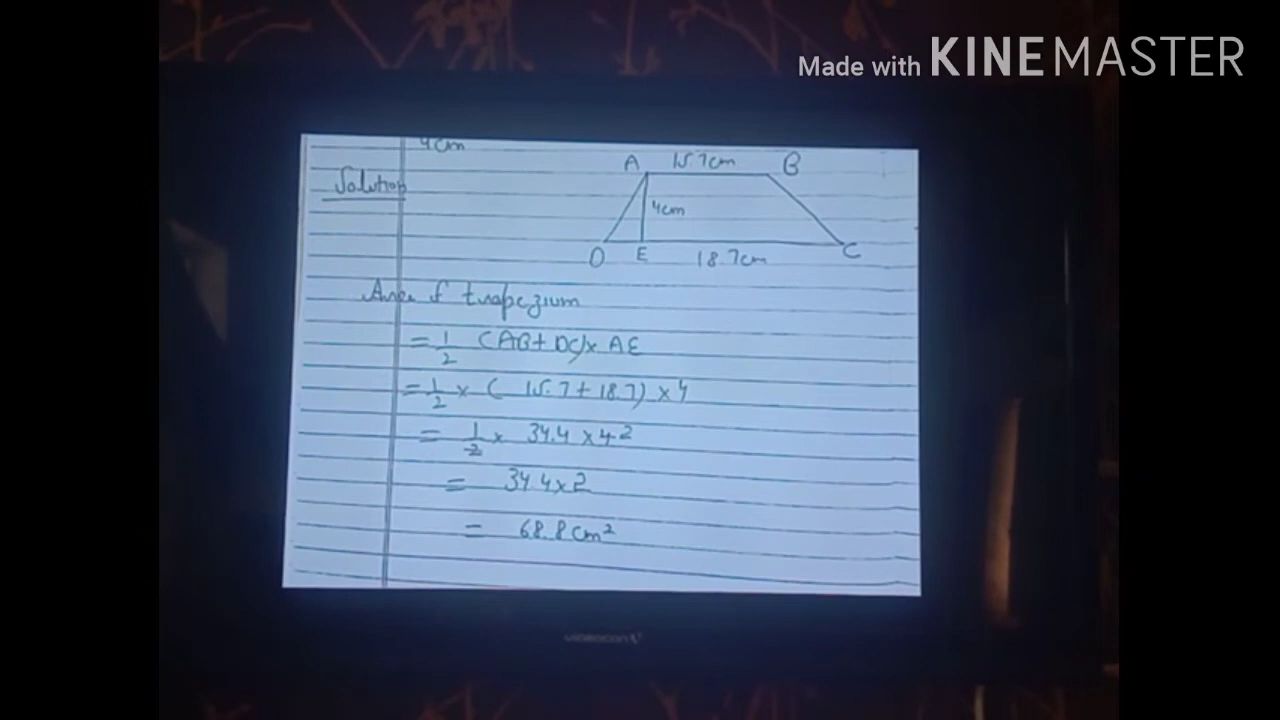 Made with KINEMASTER
4cm
Solution
A 15.7cm B
4cm
D E 18.7cm C
Area of trapezium
= 1/2 (AB + DC) x AE
= 1/2 x ( 15.7 + 18.7) x 4
= 1/2 x 34.4 x 4 2
= 34.4 x 2
= 68.8 cm²
VIDEOCON